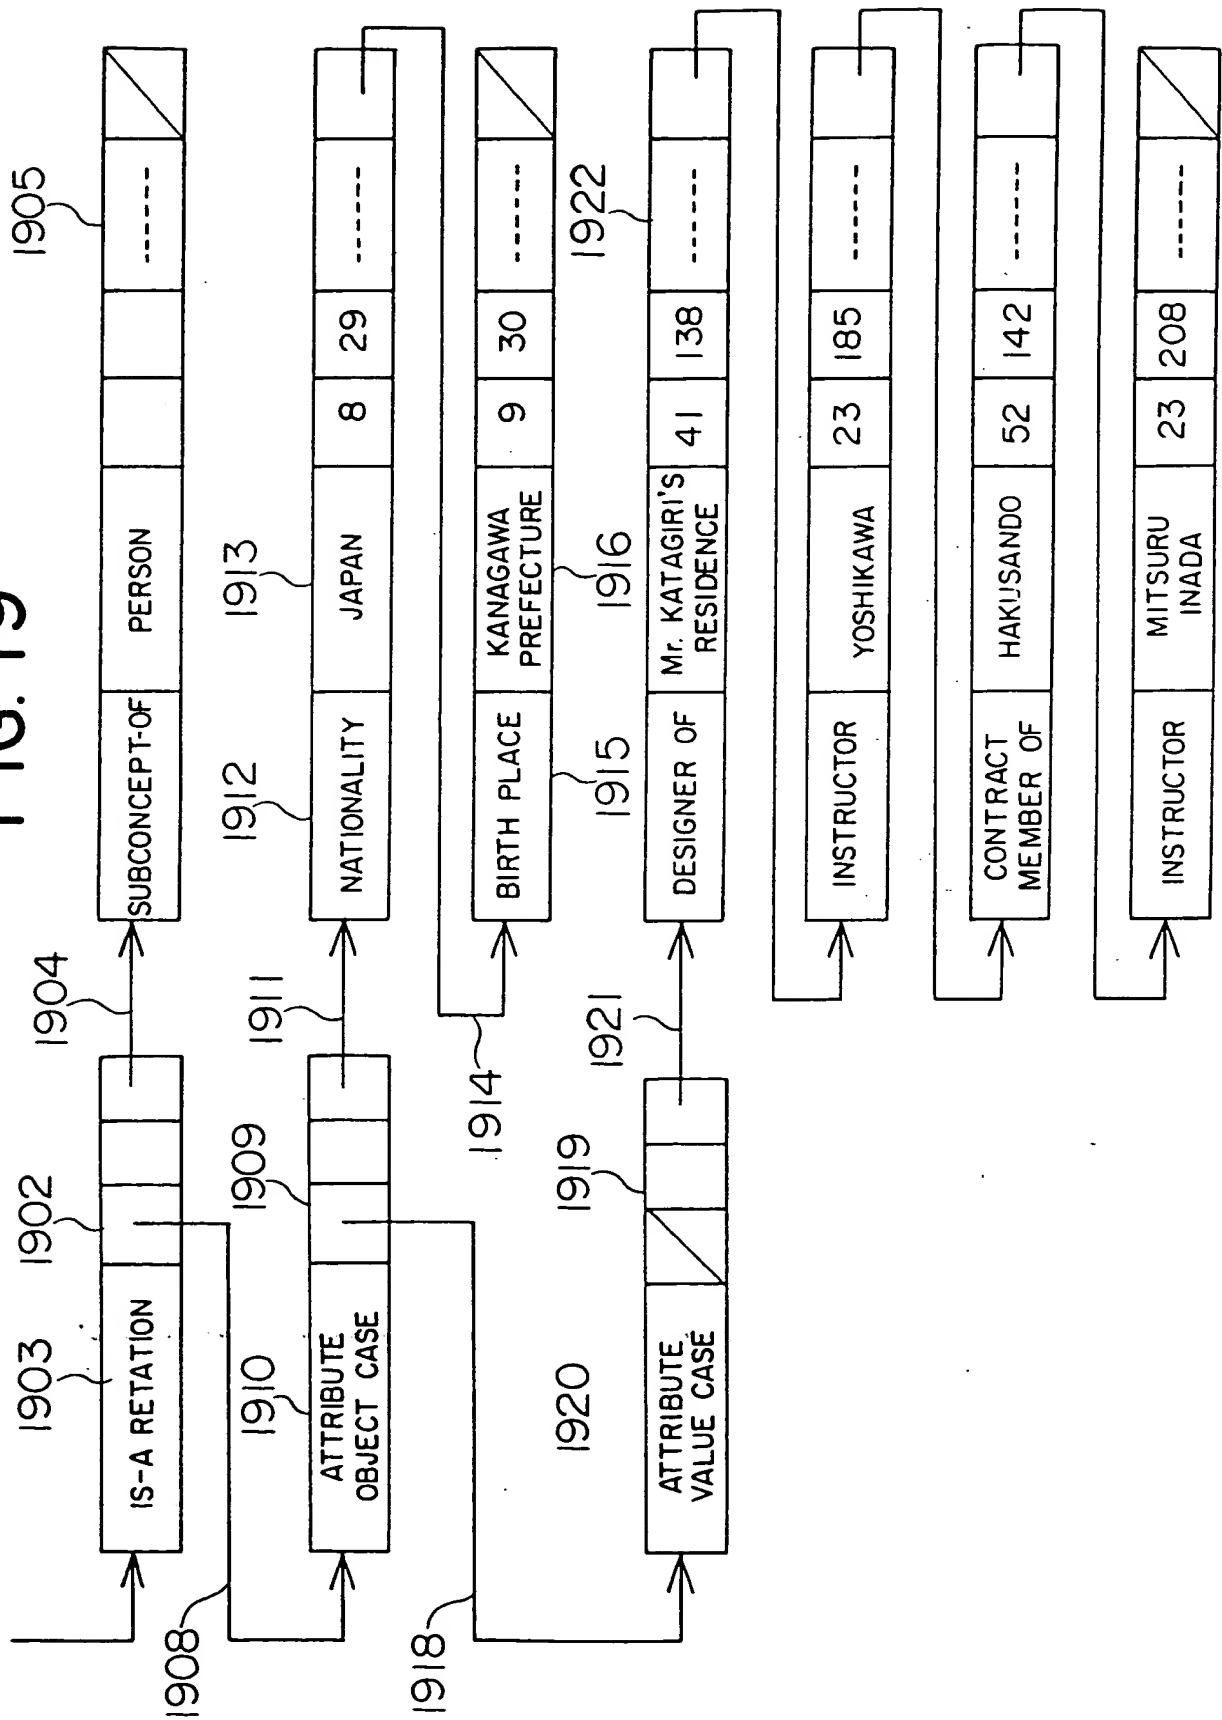 FIG. 19
1903
1902
1904
1905
IS-A RETATION
SUBCONCEPT-OF
PERSON
------
1908
1910
1909
1911
1912
1913
ATTRIBUTE
OBJECT CASE
NATIONALITY
JAPAN
8
29
------
1914
BIRTH PLACE
KANAGAWA
PREFECTURE
9
30
------
1915
1916
1918
1920
1919
1921
1922
ATTRIBUTE
VALUE CASE
DESIGNER OF
Mr. KATAGIRI'S
RESIDENCE
41
138
------
INSTRUCTOR
YOSHIKAWA
23
185
------
CONTRACT
MEMBER OF
HAKUSANDO
52
142
------
INSTRUCTOR
MITSURU
INADA
23
208
------